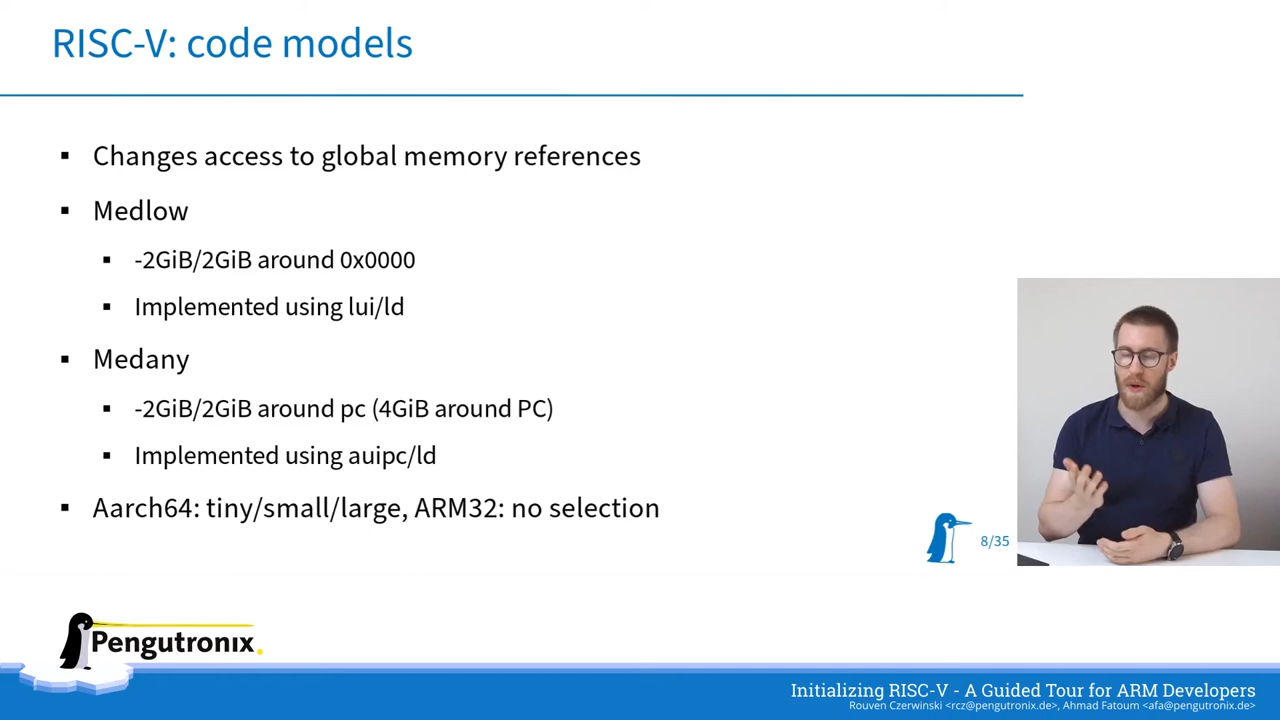 RISC-V: code models
▪ Changes access to global memory references
▪ Medlow
▪ -2GiB/2GiB around 0x0000
▪ Implemented using lui/ld
▪ Medany
▪ -2GiB/2GiB around pc (4GiB around PC)
▪ Implemented using auipc/ld
▪ Aarch64: tiny/small/large, ARM32: no selection
8/35
Pengutronix
Initializing RISC-V - A Guided Tour for ARM Developers
Rouven Czerwinski <rcz@pengutronix.de>, Ahmad Fatoum <afa@pengutronix.de>